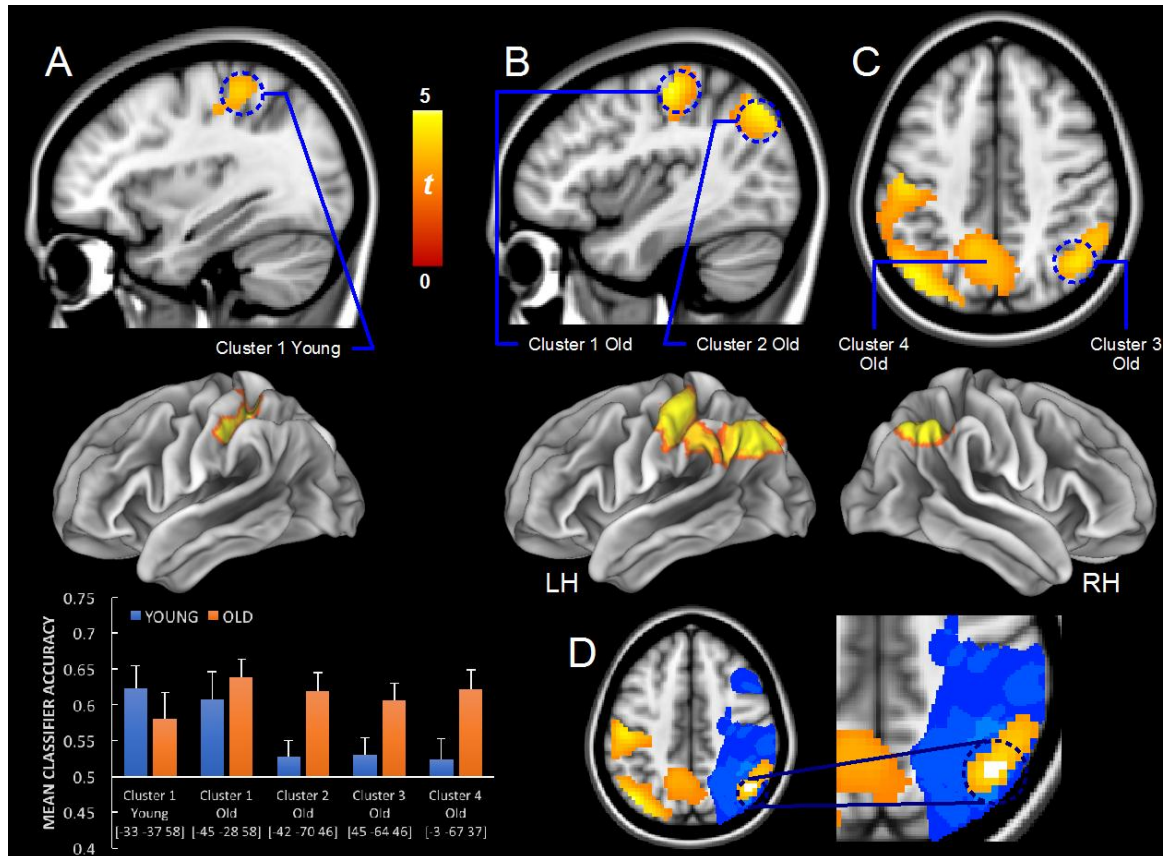 A
B
C
5
t
0
Cluster 1 Young
Cluster 1 Old
Cluster 2 Old
Cluster 4
Old
Cluster 3
Old
LH
RH
0.75
0.7
0.65
0.6
0.55
0.5
0.45
0.4
MEAN CLASSIFIER ACCURACY
YOUNG OLD
Cluster 1 Cluster 1 Cluster 2 Cluster 3 Cluster 4
Young Old Old Old Old
[-33 -37 58] [-45 -28 58] [-42 -70 46] [45 -64 46] [-3 -67 37]
D